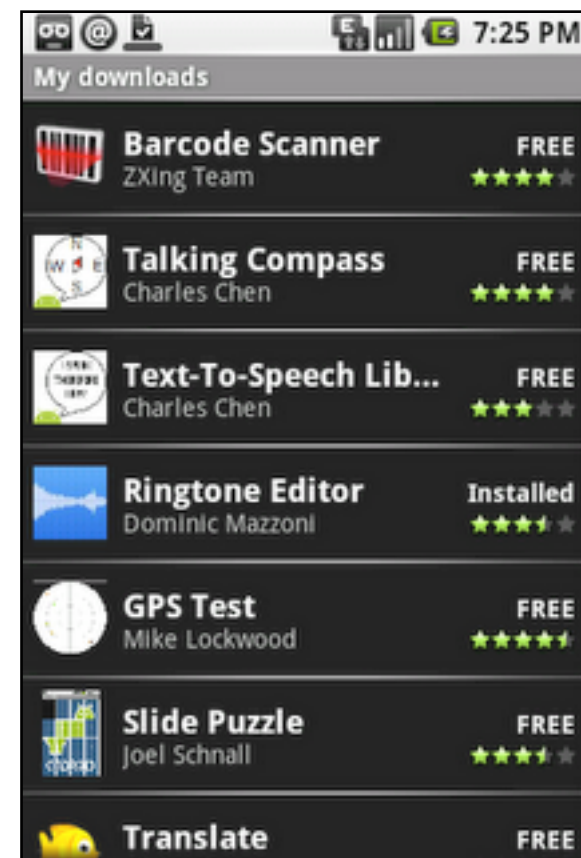 7:25 PM
My downloads
Barcode Scanner
FREE
ZXing Team
Talking Compass
FREE
Charles Chen
Text-To-Speech Lib...
FREE
Charles Chen
Ringtone Editor
Installed
Dominic Mazzoni
GPS Test
FREE
Mike Lockwood
Slide Puzzle
FREE
Joel Schnall
Translate
FREE